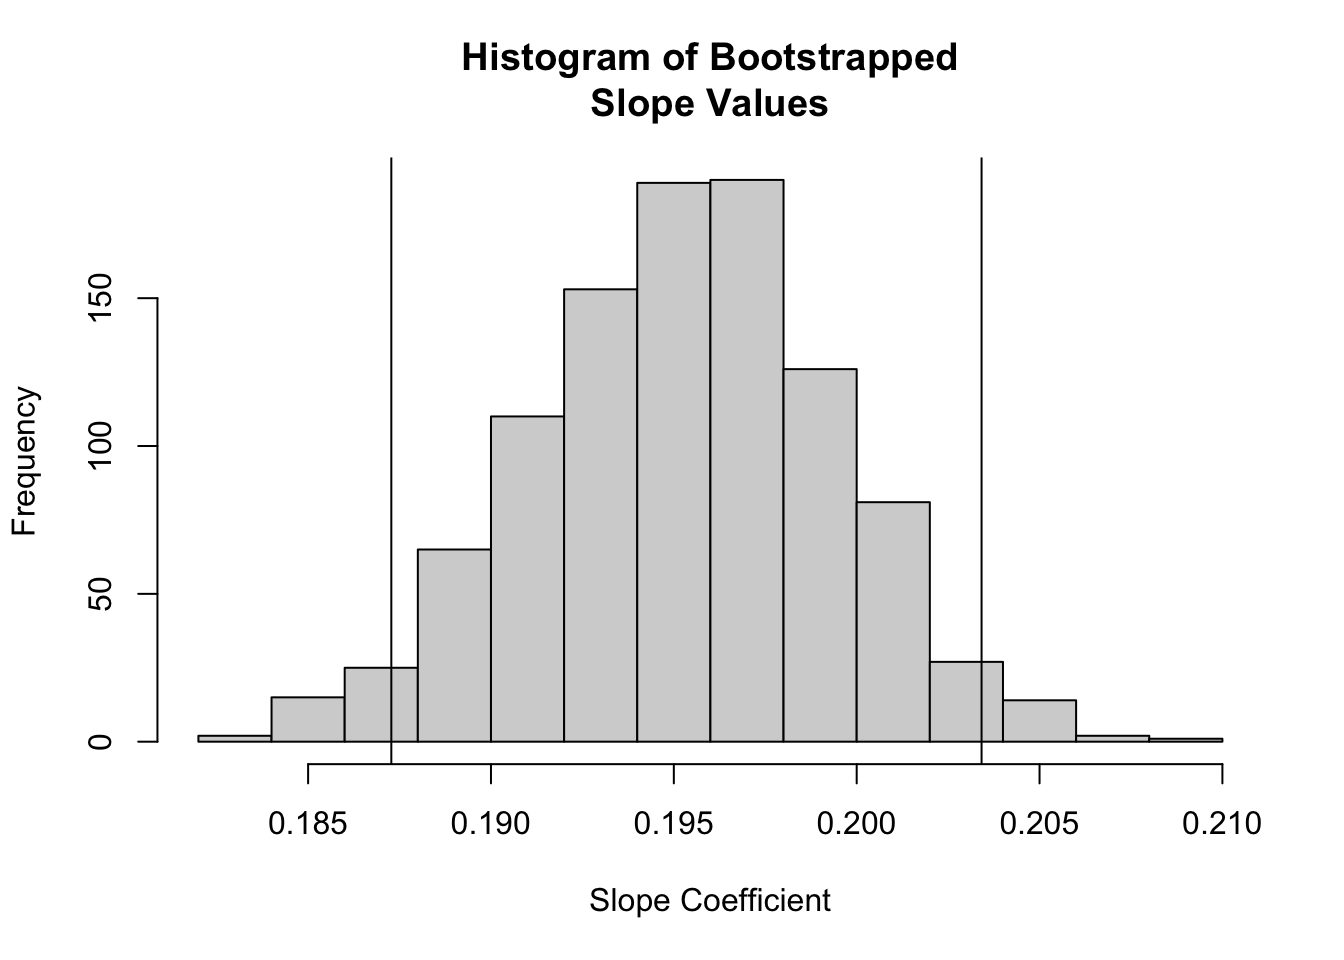 Histogram of Bootstrapped
Slope Values
Frequency
150
100
50
0
0.185 0.190 0.195 0.200 0.205 0.210
Slope Coefficient